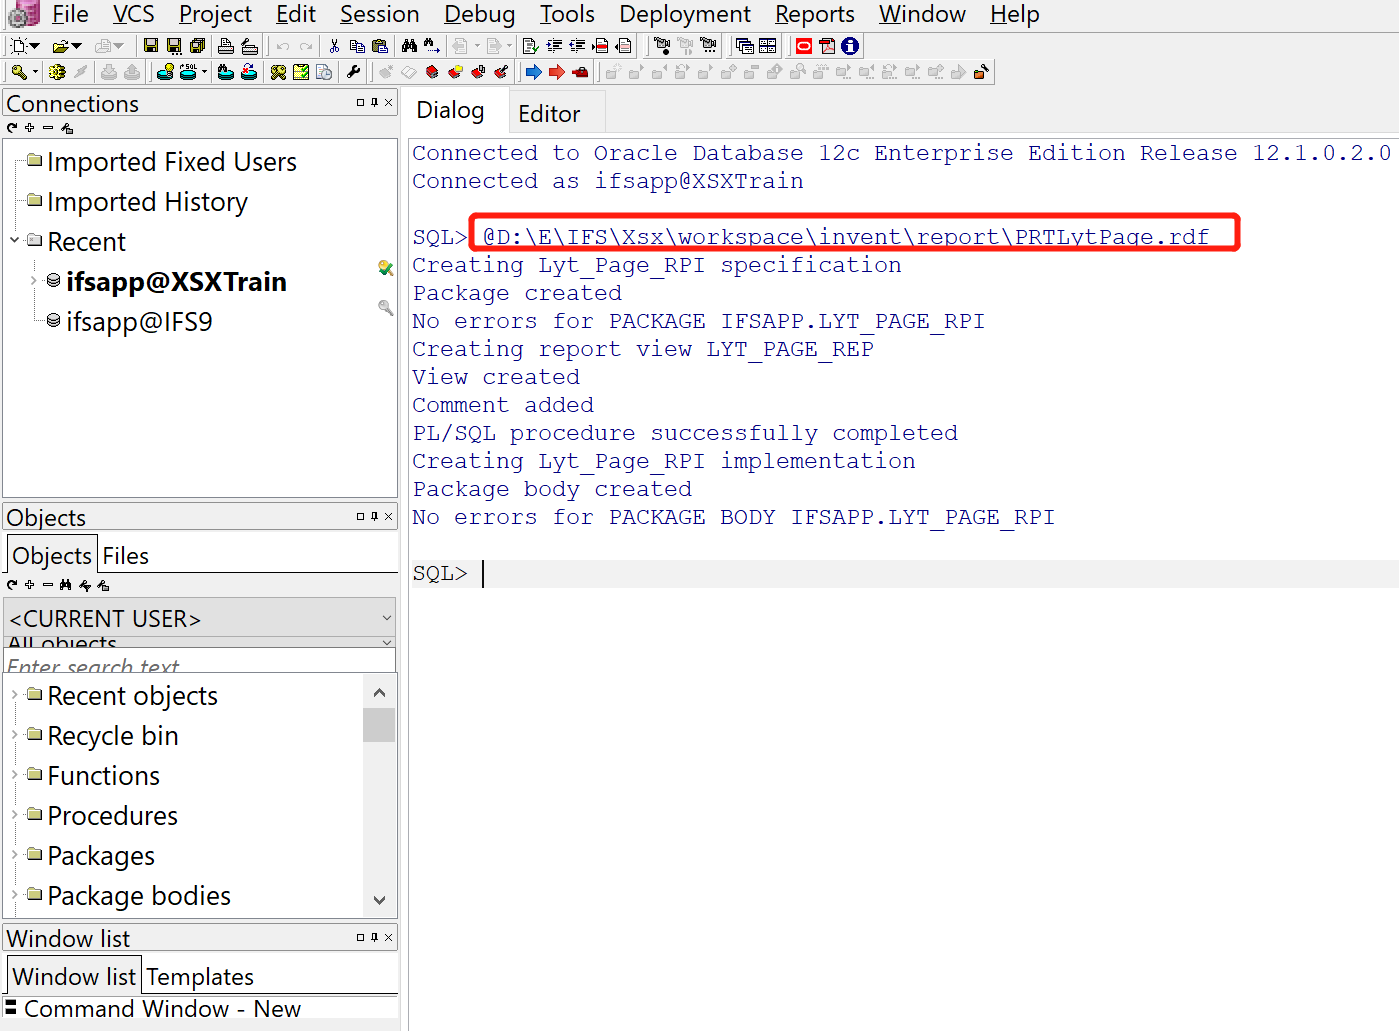 File VCS Project Edit Session Debug Tools Deployment Reports Window Help
Connections
Imported Fixed Users
Imported History
Recent
ifsapp@XSXTrain
ifsapp@IFS9
Objects
Objects Files
<CURRENT USER>
All objects
Enter search text
Recent objects
Recycle bin
Functions
Procedures
Packages
Package bodies
Window list
Window list Templates
Command Window - New
Dialog Editor
Connected to Oracle Database 12c Enterprise Edition Release 12.1.0.2.0
Connected as ifsapp@XSXTrain
SQL> @D:\E\IFS\Xsx\workspace\invent\report\PRTLytPage.rdf
Creating Lyt_Page_RPI specification
Package created
No errors for PACKAGE IFSAPP.LYT_PAGE_RPI
Creating report view LYT_PAGE_REP
View created
Comment added
PL/SQL procedure successfully completed
Creating Lyt_Page_RPI implementation
Package body created
No errors for PACKAGE BODY IFSAPP.LYT_PAGE_RPI
SQL>